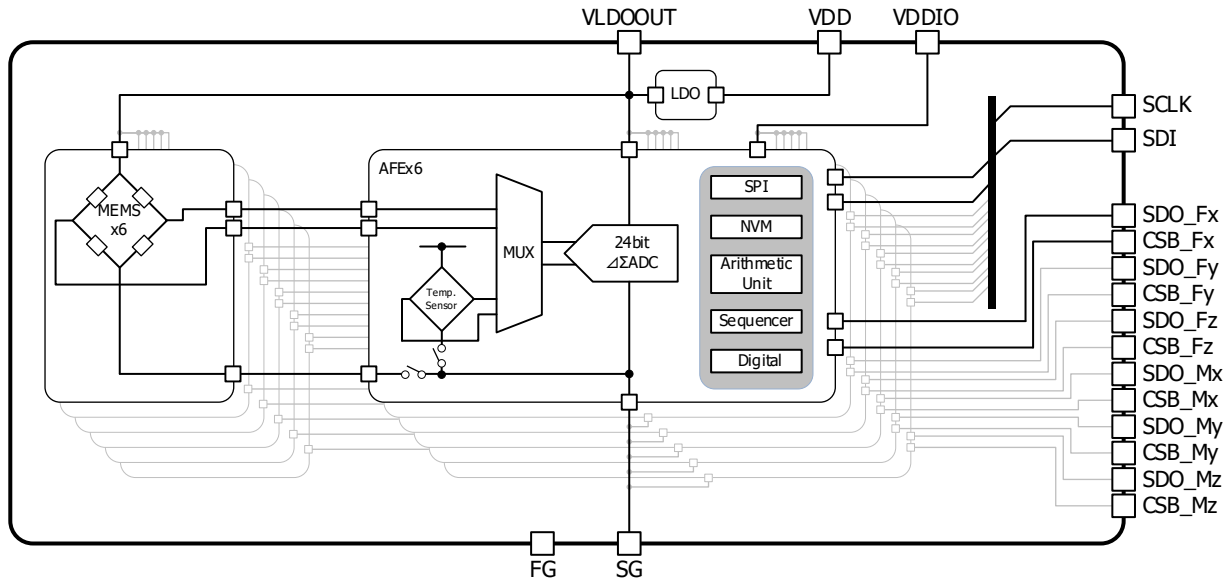 VLDOOUT
VDD
VDDIO
LDO
SCLK
SDI
MEMS
x6
AFEx6
MUX
24bit
⊿ΣADC
Temp.
Sensor
SPI
NVM
Arithmetic
Unit
Sequencer
Digital
SDO_Fx
CSB_Fx
SDO_Fy
CSB_Fy
SDO_Fz
CSB_Fz
SDO_Mx
CSB_Mx
SDO_My
CSB_My
SDO_Mz
CSB_Mz
FG
SG